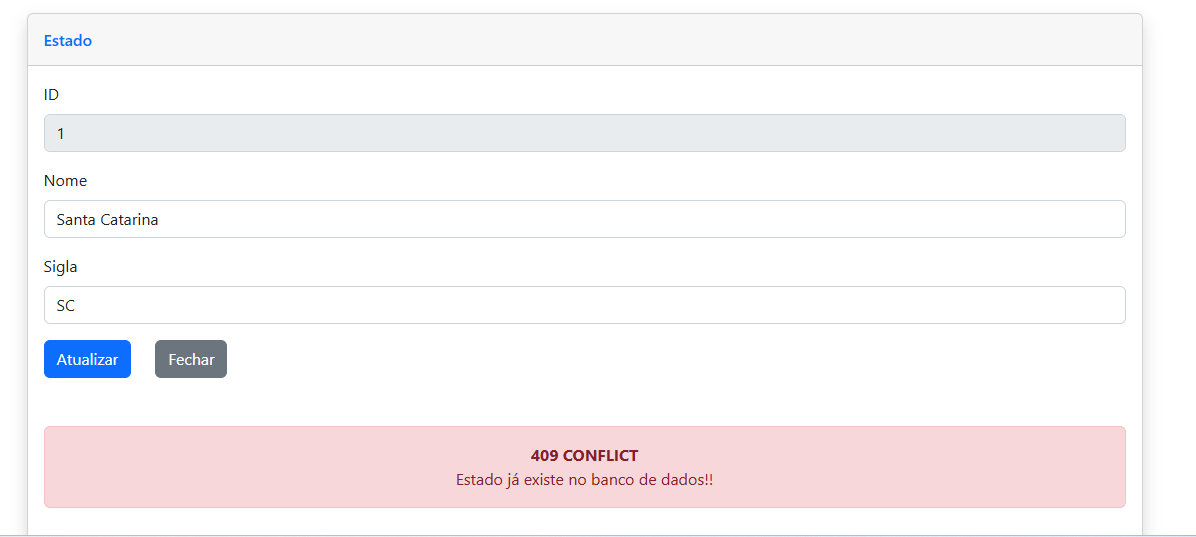 Estado
ID
1
Nome
Santa Catarina
Sigla
SC
Atualizar Fechar
409 CONFLICT
Estado já existe no banco de dados!!